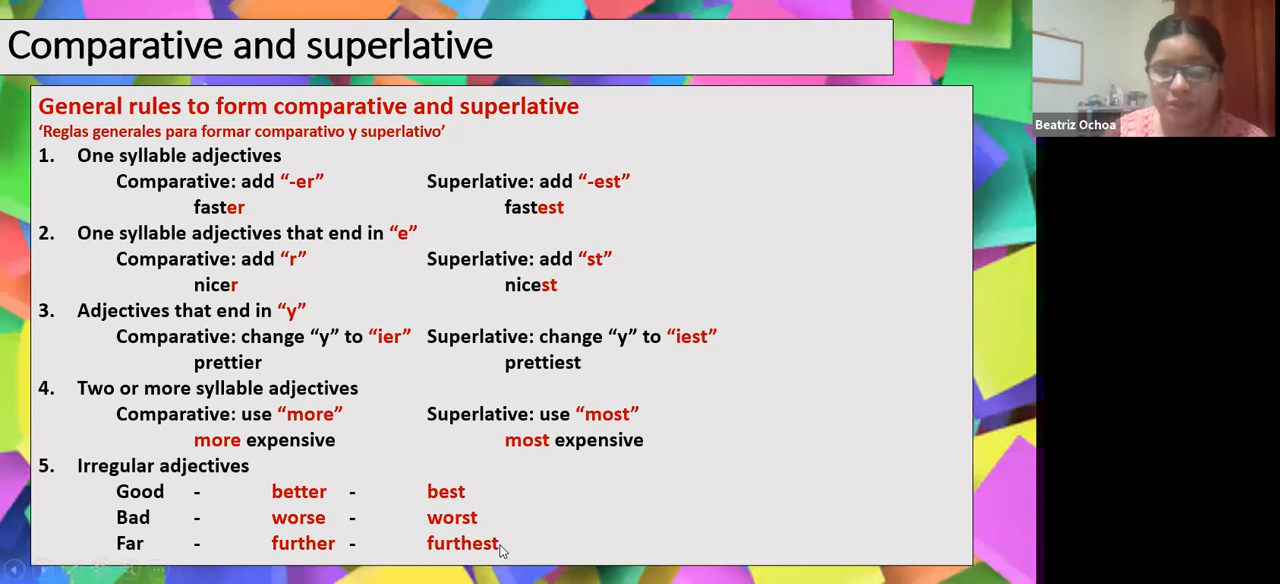 Comparative and superlative
Beatriz Ochoa
General rules to form comparative and superlative
‘Reglas generales para formar comparativo y superlativo’
1. One syllable adjectives
Comparative: add “-er” Superlative: add “-est”
faster fastest
2. One syllable adjectives that end in “e”
Comparative: add “r” Superlative: add “st”
nicer nicest
3. Adjectives that end in “y”
Comparative: change “y” to “ier” Superlative: change “y” to “iest”
prettier prettiest
4. Two or more syllable adjectives
Comparative: use “more” Superlative: use “most”
more expensive most expensive
5. Irregular adjectives
Good - better - best
Bad - worse - worst
Far - further - furthest